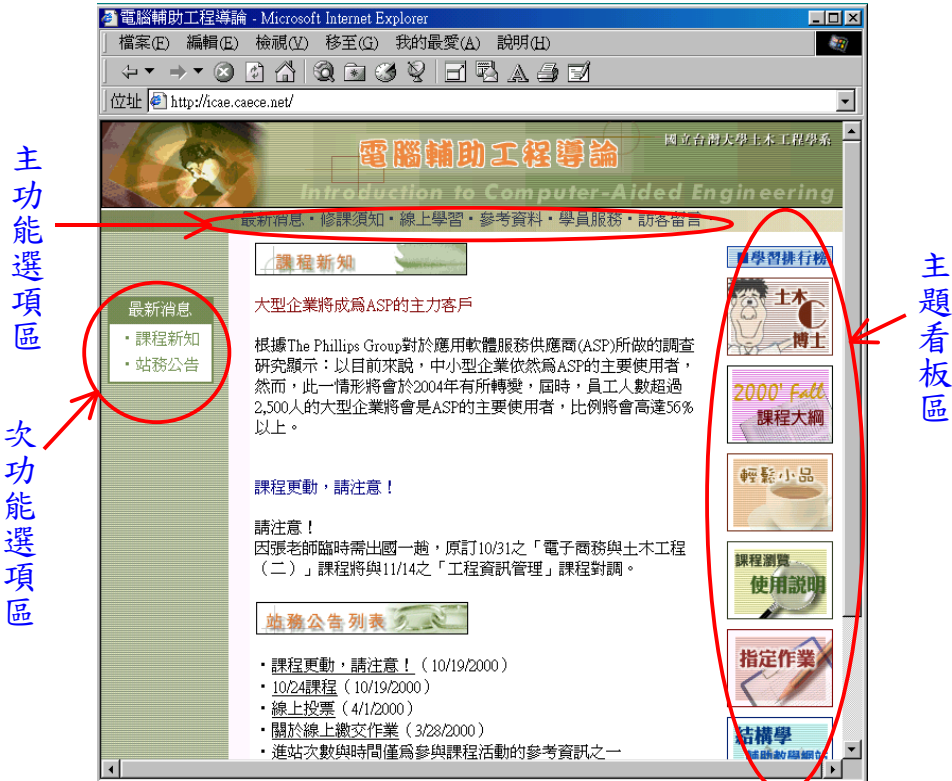 電腦輔助工程導論 - Microsoft Internet Explorer
檔案(F) 編輯(E) 檢視(V) 移至(G) 我的最愛(A) 說明(H)
位址 http://icae.caece.net/
電腦輔助工程導論
國立台灣大學土木工程學系
Introduction to Computer-Aided Engineering
・最新消息・修課須知・線上學習・參考資料・學員服務・訪客留言
主功能選項區
次功能選項區
最新消息
・課程新知
・站務公告
課程新知
大型企業將成為ASP的主力客戶
根據The Phillips Group對於應用軟體服務供應商(ASP)所做的調查
研究顯示：以目前來說，中小型企業依然為ASP的主要使用者，
然而，此一情形將會於2004年有所轉變，屆時，員工人數超過
2,500人的大型企業將會是ASP的主要使用者，比例將會高達56%
以上。
課程更動，請注意！
請注意！
因張老師臨時需出國一趟，原訂10/31之「電子商務與土木工程
（二）」課程將與11/14之「工程資訊管理」課程對調。
站務公告列表
・課程更動，請注意！（10/19/2000）
・10/24課程（10/19/2000）
・線上投票（4/1/2000）
・關於線上繳交作業（3/28/2000）
・進站次數與時間僅為參與課程活動的參考資訊之一
學習排行榜
土木
博士
2000' Fall
課程大綱
輕鬆小品
課程瀏覽
使用說明
指定作業
結構學
輔助教學網站
主題看板區